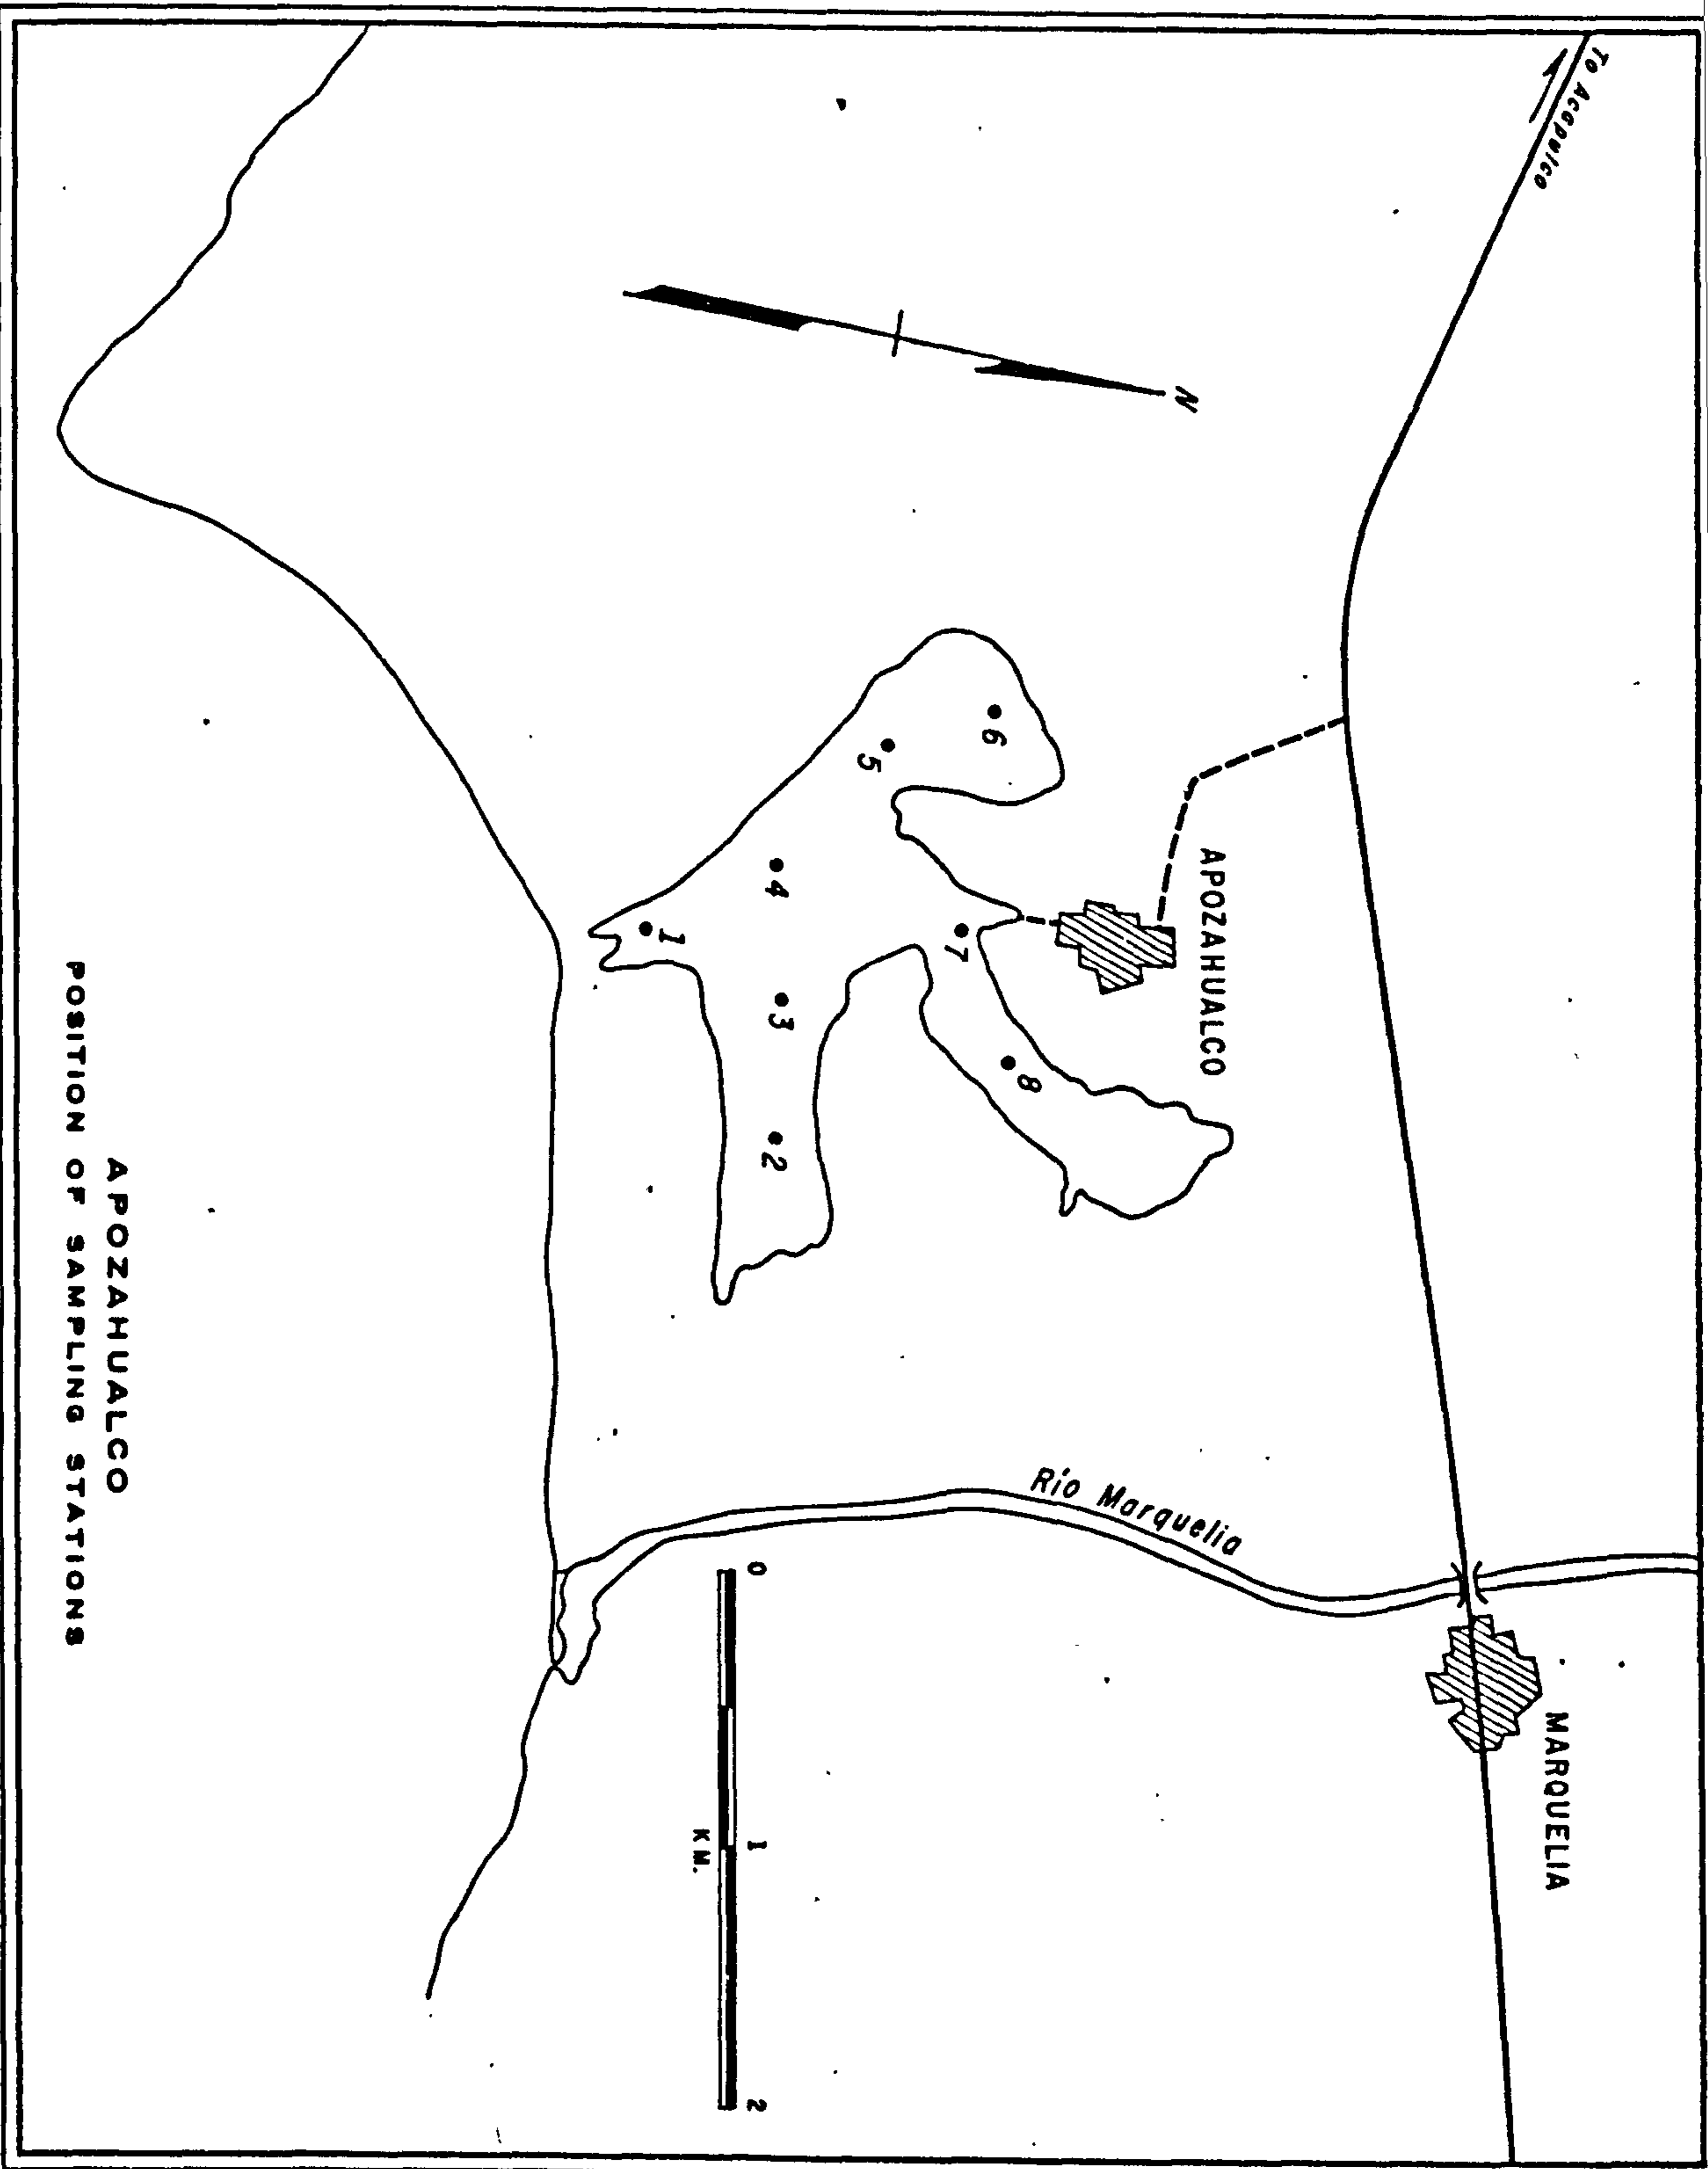 To Acapulco
N
MARQUELIA
APOZAHUALCO
Río Marquelia
6
5
7
8
4
3
2
1
0 1 2
KM.
APOZAHUALCO
POSITION OF SAMPLING STATIONS